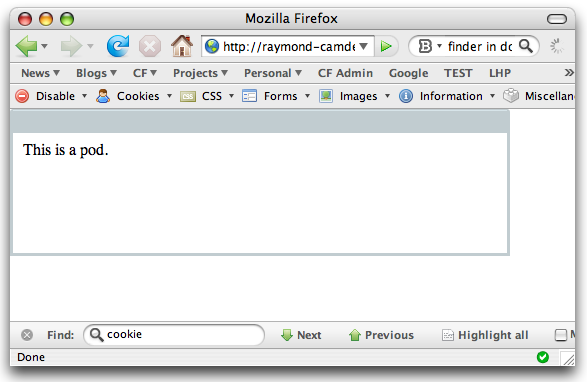 Mozilla Firefox
http://raymond-camde finder in do
News Blogs CF Projects Personal CF Admin Google TEST LHP »
Disable Cookies CSS Forms Images Information Miscellan
This is a pod.
Find: cookie Next Previous Highlight all M
Done